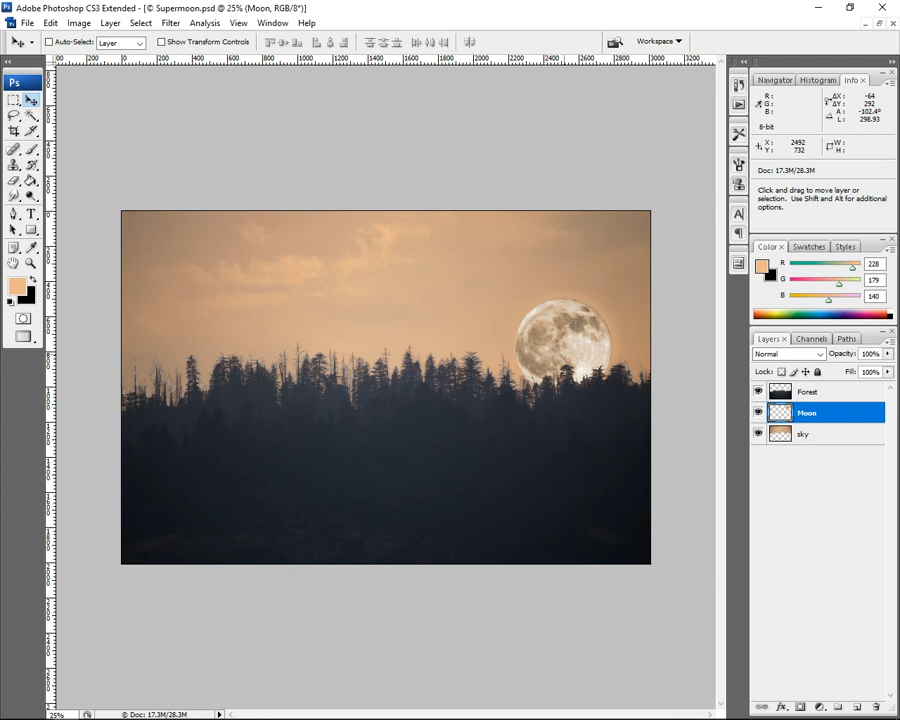 Adobe Photoshop CS3 Extended - [© Supermoon.psd @ 25% (Moon, RGB/8*)]
File Edit Image Layer Select Filter Analysis View Window Help
Auto-Select: Layer Show Transform Controls Workspace
Ps
Navigator Histogram Info ×
R : ΔX : -64
G : ΔY : 292
B : A : -102.4°
L : 298.93
8-bit
X : 2492 W :
Y : 732 H :
Doc: 17.3M/28.3M
Click and drag to move layer or
selection. Use Shift and Alt for additional
options.
Color × Swatches Styles
R 228
G 179
B 140
Layers × Channels Paths
Normal Opacity: 100%
Lock: Fill: 100%
Forest
Moon
sky
25% © Doc: 17.3M/28.3M